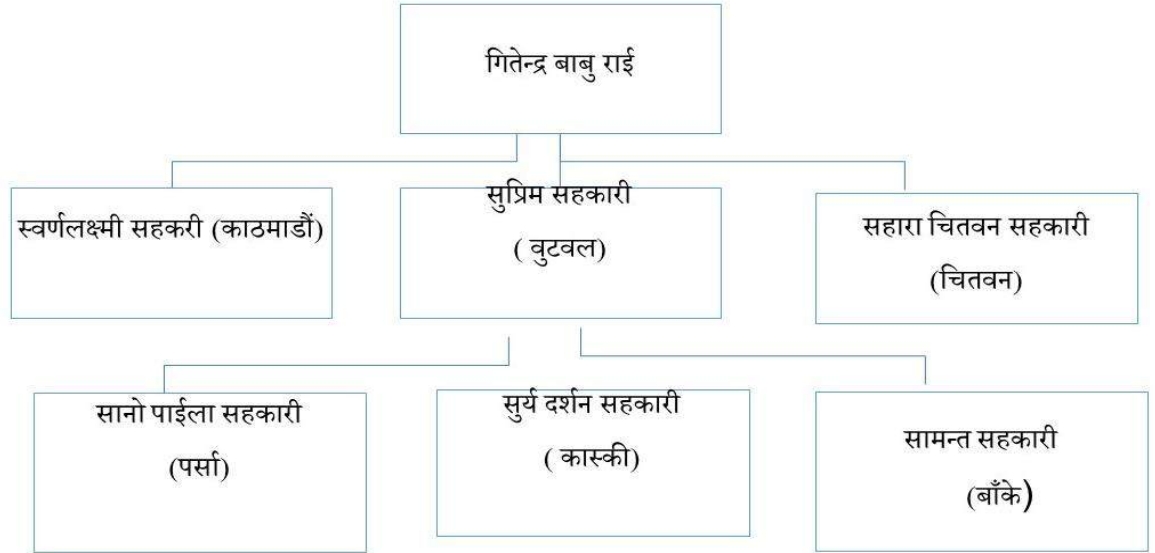 गितेन्द्र बाबु राई
स्वर्णलक्ष्मी सहकरी (काठमाडौं)
सुप्रिम सहकारी
( वुटवल)
सहारा चितवन सहकारी
(चितवन)
सानो पाईला सहकारी
(पर्सा)
सुर्य दर्शन सहकारी
( कास्की)
सामन्त सहकारी
(बाँके)